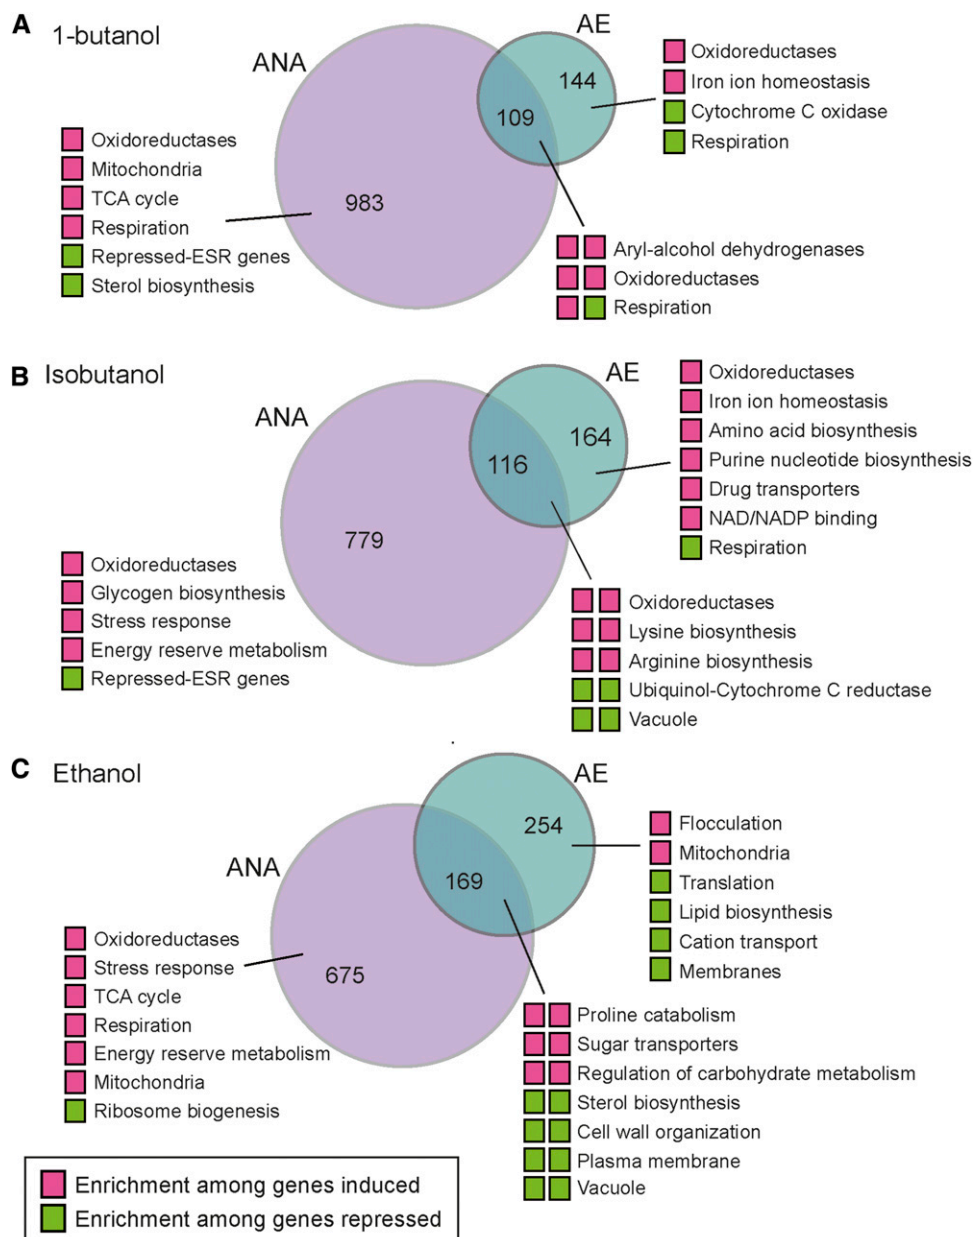 A 1-butanol
ANA
AE
983
109
144
Oxidoreductases
Mitochondria
TCA cycle
Respiration
Repressed-ESR genes
Sterol biosynthesis
Oxidoreductases
Iron ion homeostasis
Cytochrome C oxidase
Respiration
Aryl-alcohol dehydrogenases
Oxidoreductases
Respiration
B Isobutanol
ANA
AE
779
116
164
Oxidoreductases
Glycogen biosynthesis
Stress response
Energy reserve metabolism
Repressed-ESR genes
Oxidoreductases
Iron ion homeostasis
Amino acid biosynthesis
Purine nucleotide biosynthesis
Drug transporters
NAD/NADP binding
Respiration
Oxidoreductases
Lysine biosynthesis
Arginine biosynthesis
Ubiquinol-Cytochrome C reductase
Vacuole
C Ethanol
ANA
AE
675
169
254
Oxidoreductases
Stress response
TCA cycle
Respiration
Energy reserve metabolism
Mitochondria
Ribosome biogenesis
Flocculation
Mitochondria
Translation
Lipid biosynthesis
Cation transport
Membranes
Proline catabolism
Sugar transporters
Regulation of carbohydrate metabolism
Sterol biosynthesis
Cell wall organization
Plasma membrane
Vacuole
Enrichment among genes induced
Enrichment among genes repressed